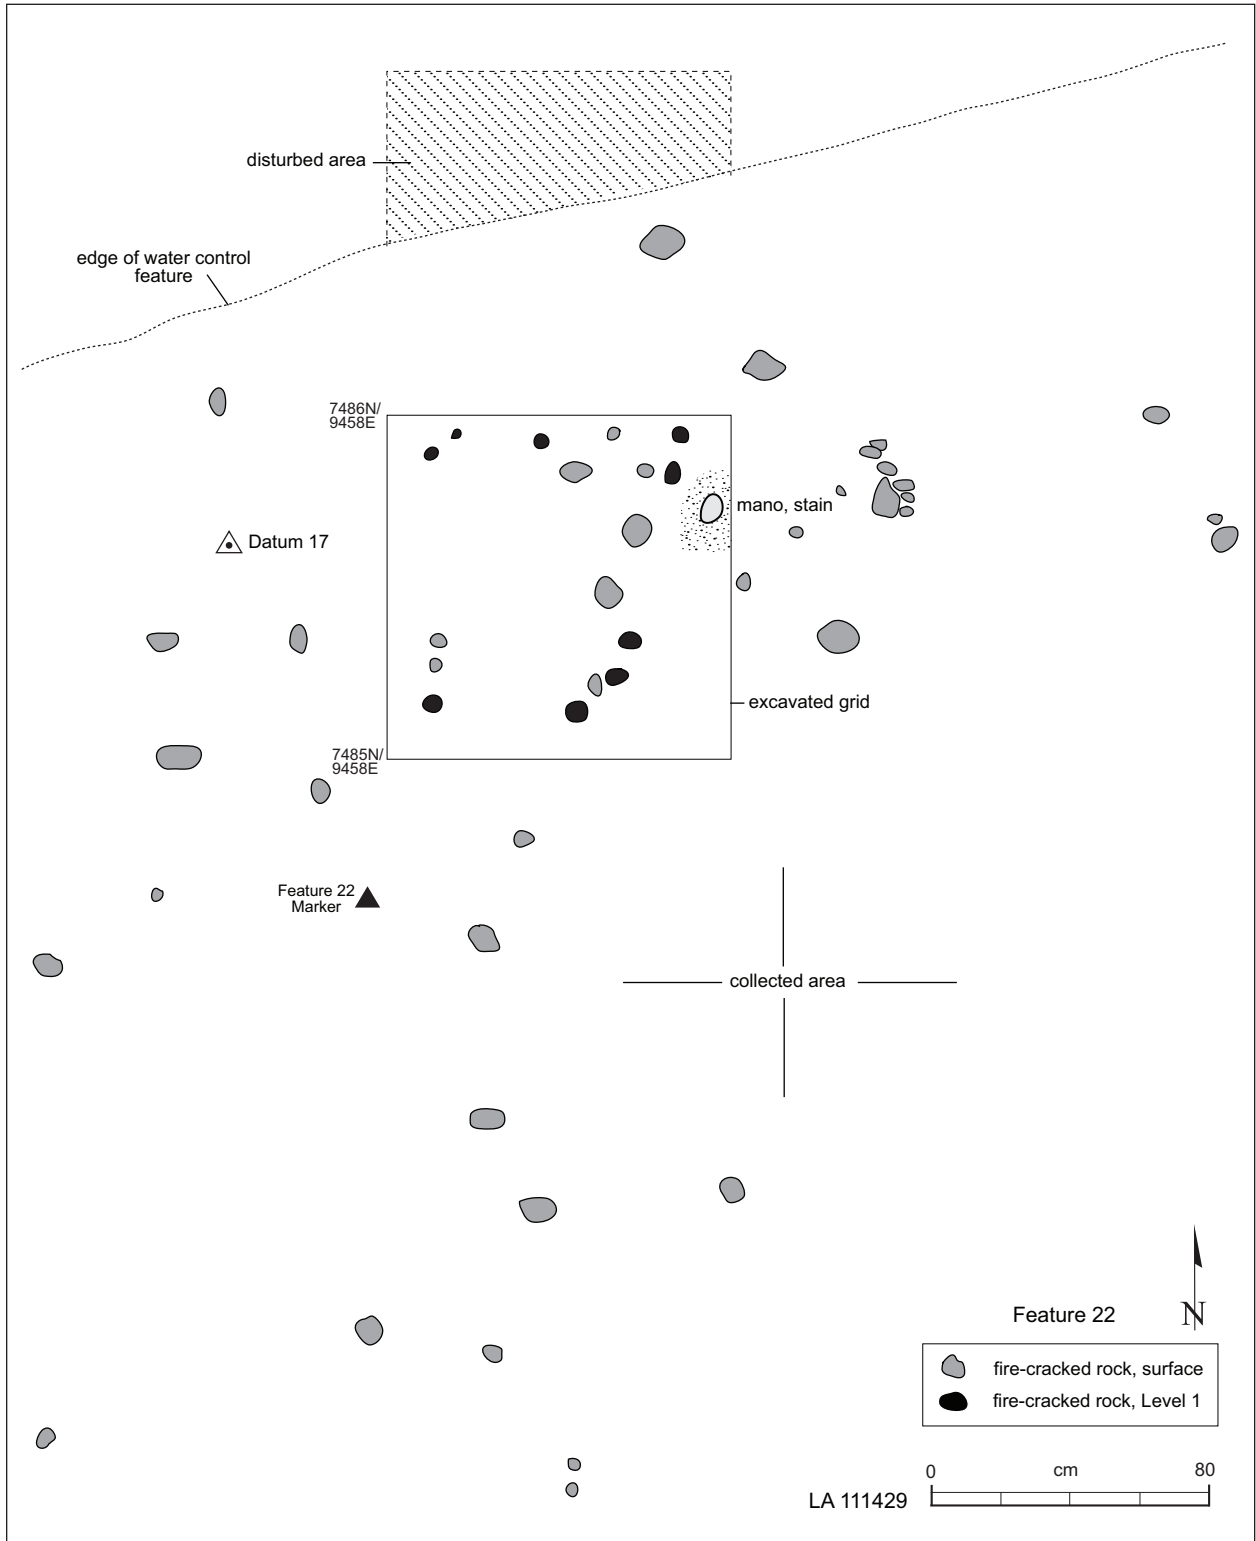 disturbed area
edge of water control
feature
7486N/
9458E
mano, stain
Datum 17
excavated grid
7485N/
9458E
Feature 22
Marker
collected area
Feature 22
N
fire-cracked rock, surface
fire-cracked rock, Level 1
0 cm 80
LA 111429